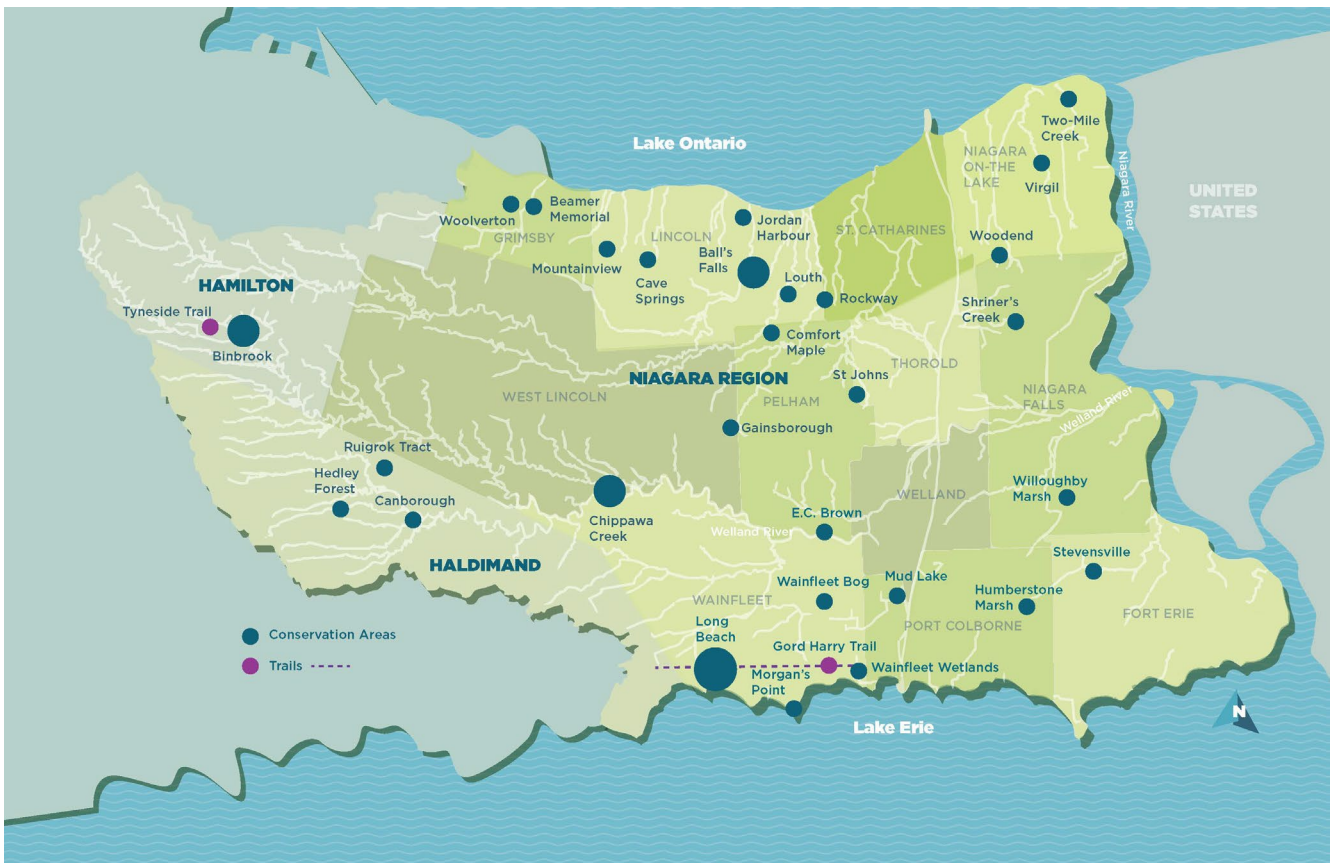 Two-Mile
Creek
Lake Ontario
NIAGARA
ON-THE
LAKE
Virgil
Niagara River
UNITED
STATES
Woolverton
Beamer
Memorial
GRIMSBY
Jordan
Harbour
LINCOLN
ST. CATHARINES
Woodend
Mountainview
Cave
Springs
Ball's
Falls
Louth
Rockway
HAMILTON
Tyneside Trail
Binbrook
Shriner's
Creek
Comfort
Maple
THOROLD
NIAGARA REGION
St Johns
WEST LINCOLN
PELHAM
NIAGARA
FALLS
Welland River
Gainsborough
Ruigrok Tract
Hedley
Forest
Canborough
Chippawa
Creek
WELLAND
Willoughby
Marsh
E.C. Brown
Welland River
HALDIMAND
Stevensville
Wainfleet Bog
Mud Lake
Humberstone
Marsh
WAINFLEET
FORT ERIE
PORT COLBORNE
Long
Beach
Conservation Areas
Trails
Gord Harry Trail
Wainfleet Wetlands
Morgan's
Point
Lake Erie
N